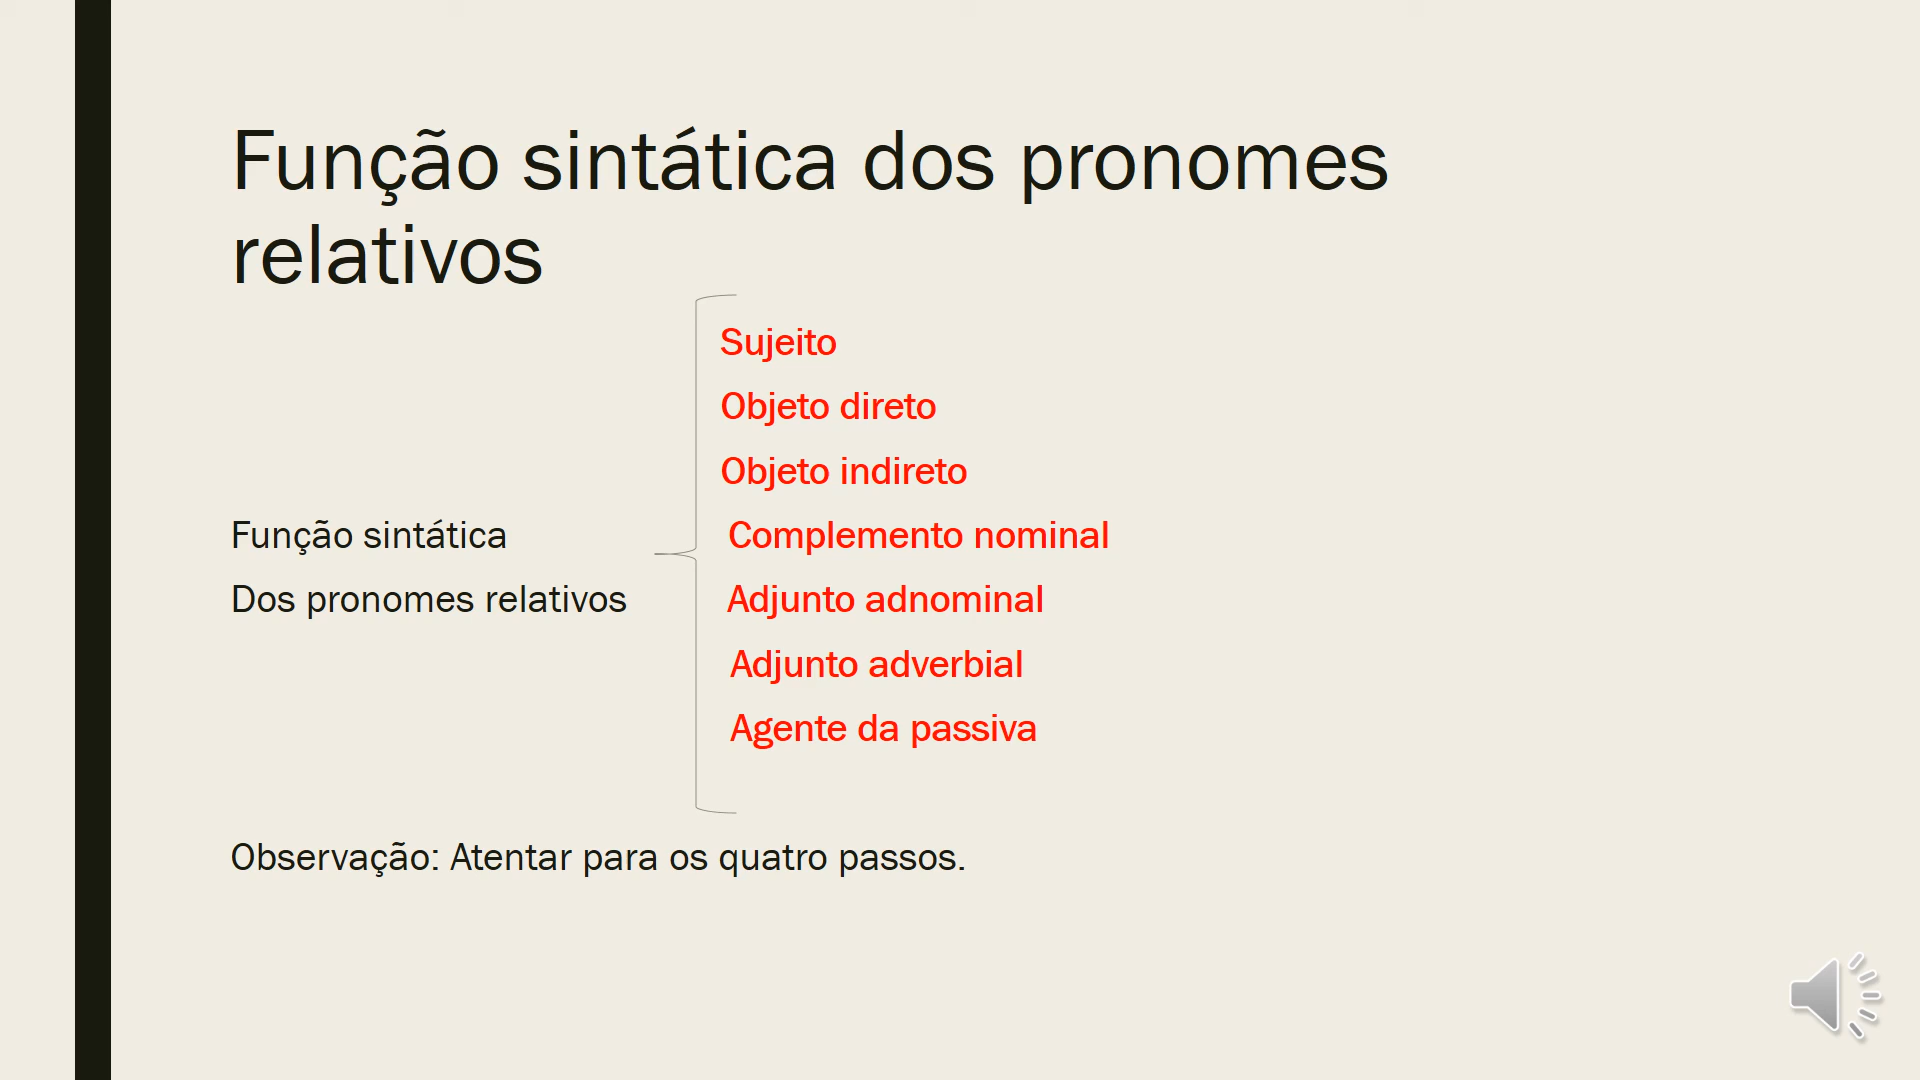 Função sintática dos pronomes
relativos
Sujeito
Objeto direto
Objeto indireto
Função sintática Complemento nominal
Dos pronomes relativos Adjunto adnominal
Adjunto adverbial
Agente da passiva
Observação: Atentar para os quatro passos.